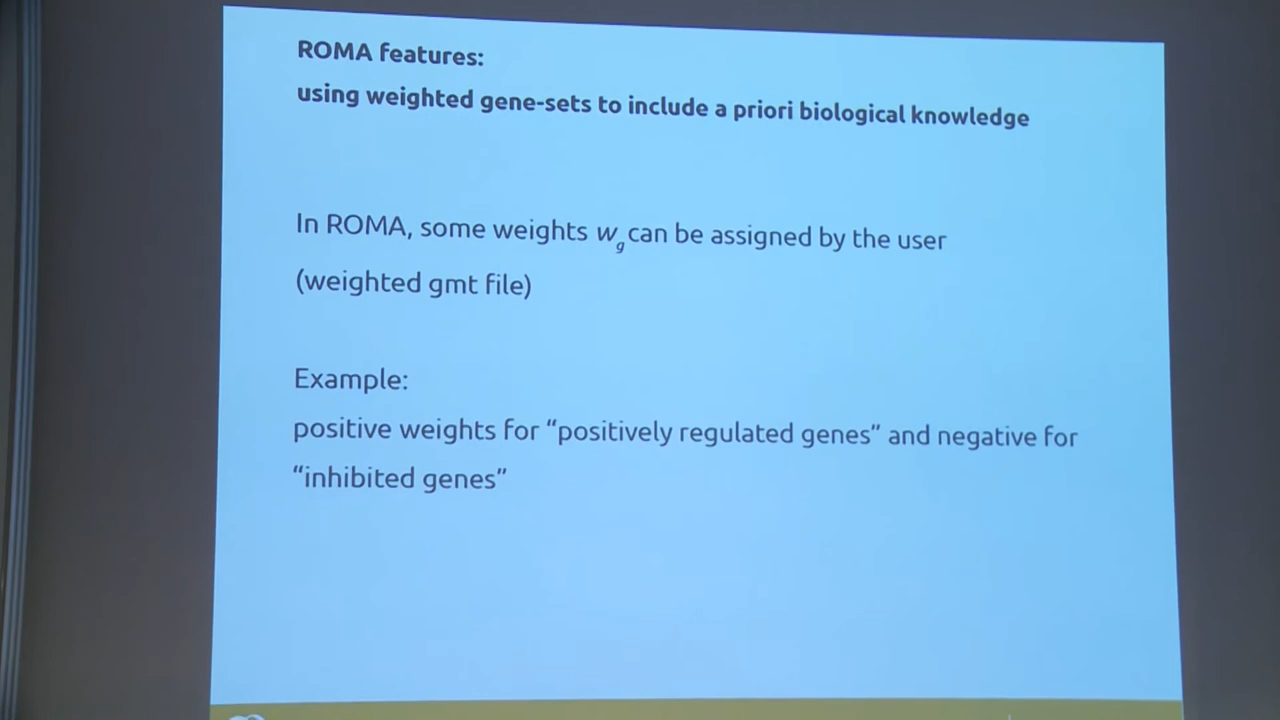 ROMA features:
using weighted gene-sets to include a priori biological knowledge
In ROMA, some weights wg can be assigned by the user
(weighted gmt file)
Example:
positive weights for “positively regulated genes” and negative for
“inhibited genes”